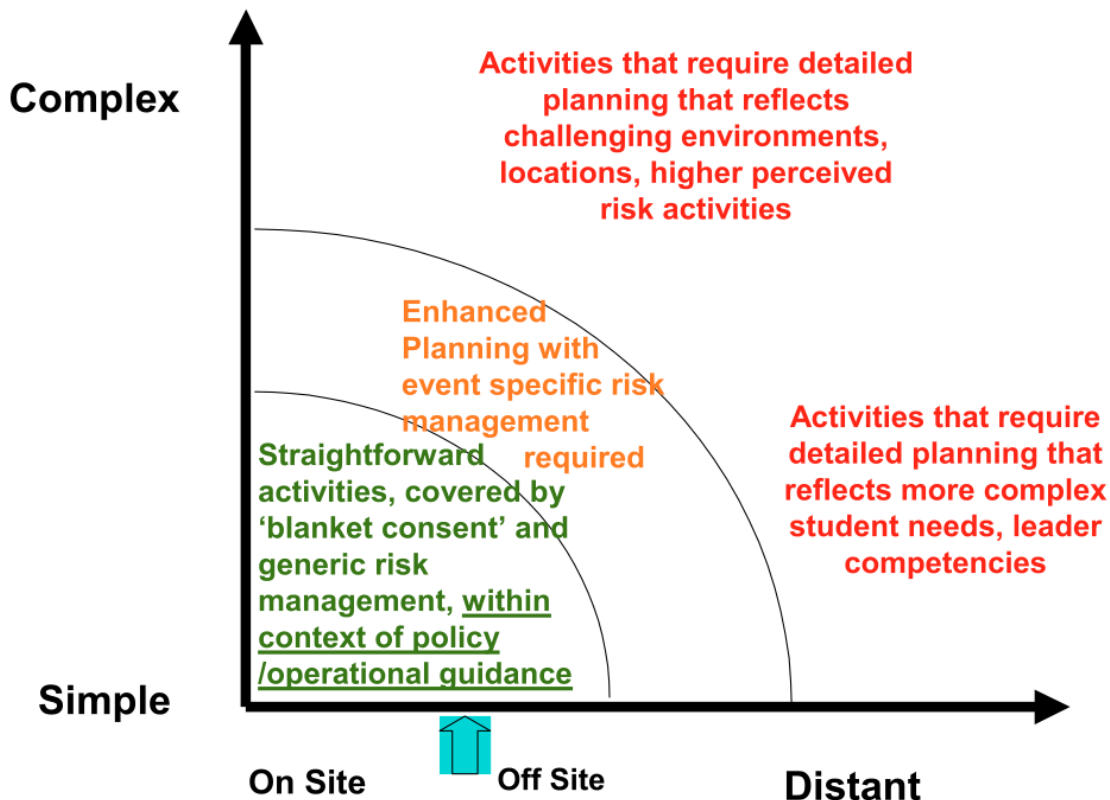 Complex
Activities that require detailed
planning that reflects
challenging environments,
locations, higher perceived
risk activities
Enhanced
Planning with
event specific risk
management
required
Activities that require
detailed planning that
reflects more complex
student needs, leader
competencies
Straightforward
activities, covered by
‘blanket consent’ and
generic risk
management, within
context of policy
/operational guidance
Simple
On Site
Off Site
Distant